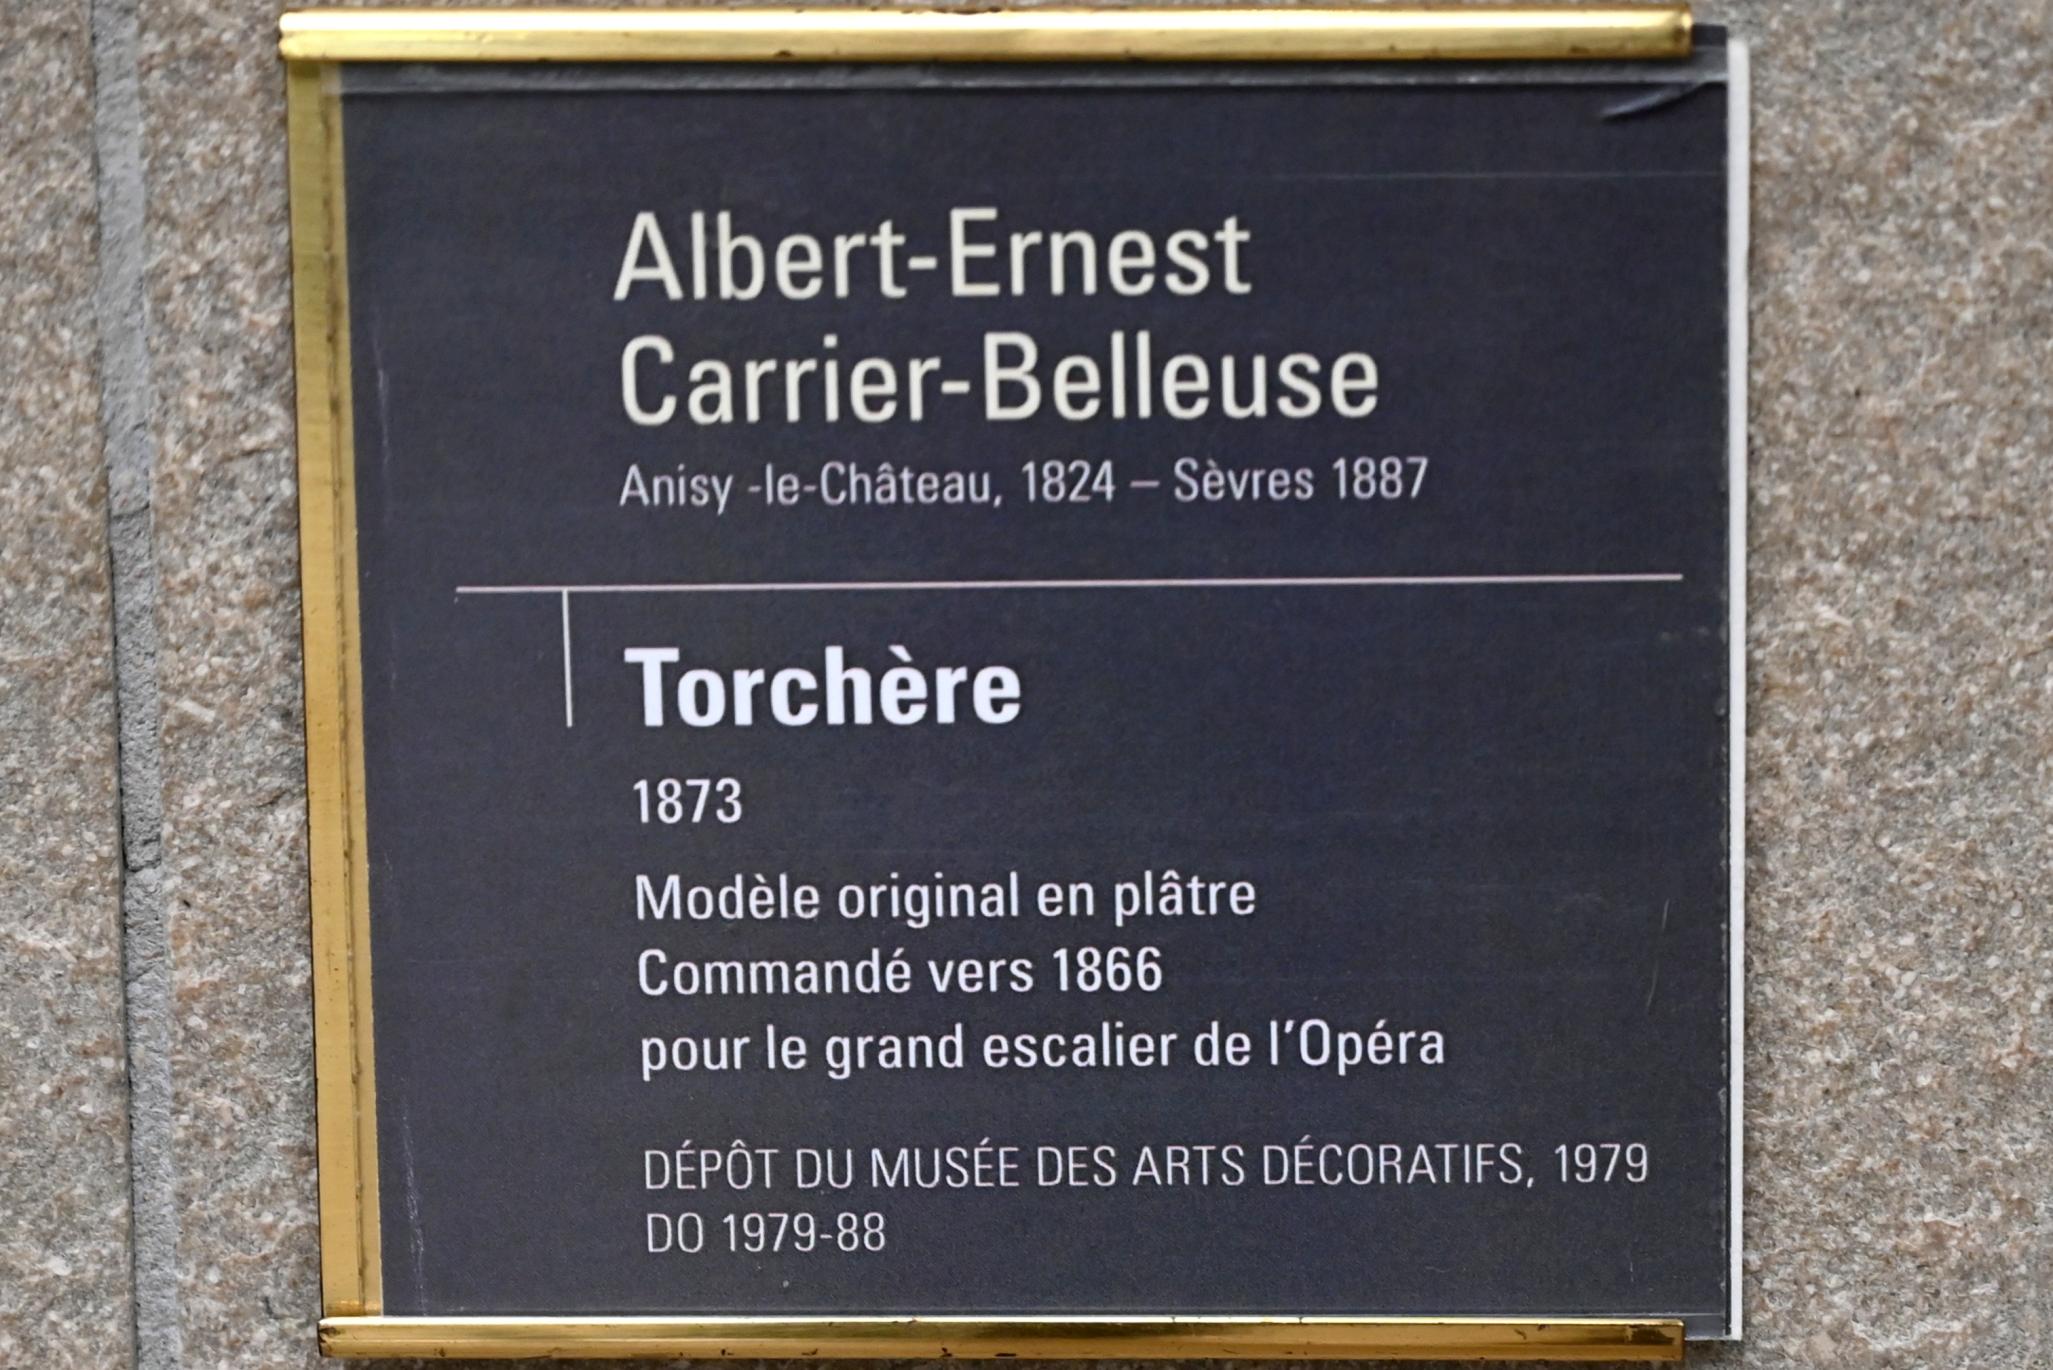 Albert-Ernest
Carrier-Belleuse
Anisy -le-Château, 1824 – Sèvres 1887
Torchère
1873
Modèle original en plâtre
Commandé vers 1866
pour le grand escalier de l'Opéra
DÉPÔT DU MUSÉE DES ARTS DÉCORATIFS, 1979
DO 1979-88